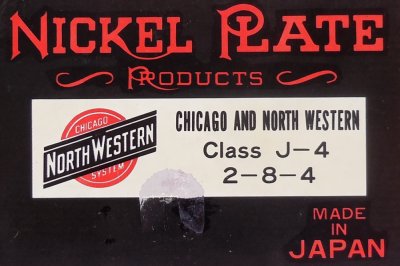 NICKEL PLATE
PRODUCTS
CHICAGO
NORTH WESTERN
SYSTEM
CHICAGO AND NORTH WESTERN
Class J-4
2-8-4
MADE
IN
JAPAN